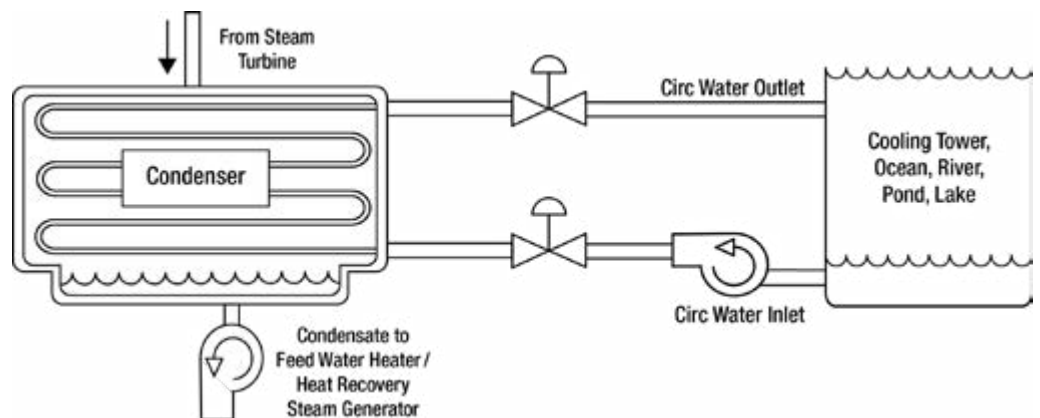 From Steam
Turbine
Circ Water Outlet
Cooling Tower,
Ocean, River,
Pond, Lake
Condenser
Circ Water Inlet
Condensate to
Feed Water Heater /
Heat Recovery
Steam Generator